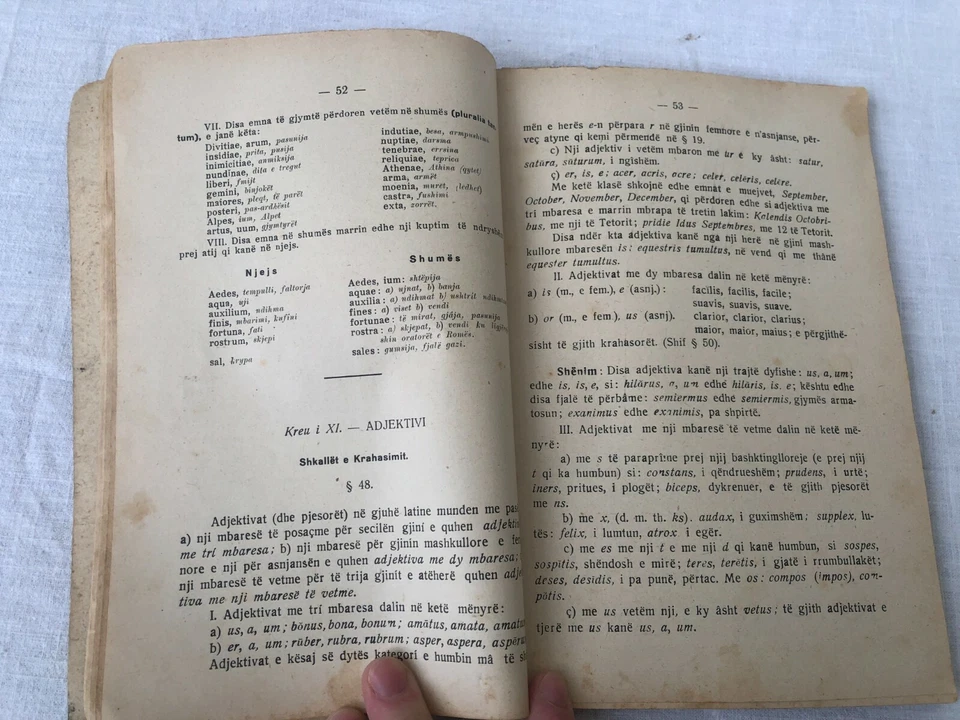 — 52 —
VII. Disa emna të gjymtë përdoren vetëm në shumës (pluralia tan
tum), e janë këta:
Divitiae, arum, pasunija
insidiae, prita, pusija
inimicitiae, anmiksija
nundinae, dita e tregut
liberi, fmijt
gemini, binjokët
maiores, pleqt, të parët
posteri, pas-ardhësit
Alpes, ium, Alpet
artus, uum, gjymtyrët
indutiae, besa, armpushimi
nuptiae, darsma
tenebrae, errsina
reliquiae, teprica
Athenae, Athina (qytet)
arma, armët
moenia, muret, (ledhet)
castra, fushimi
exta, zorrët.
VIII. Disa emna në shumës marrin edhe nji kuptim të ndrysh
prej atij qi kanë në njejs.
Njejs
Aedes, tempulli, faltorja
aqua, uji
auxilium, ndihma
finis, mbarimi, kufini
fortuna, fati
rostrum, skjepi
sal, krypa
Shumës
Aedes, ium: shtëpija
aquae: a) ujnat, b) banja
auxilia: a) ndihmat b) ushtrit ndihm
fines: a) viset b) vendi
fortunae: të mirat, gjâja, pasunija
rostra: a) skjepat, b) vendi ku ligj
shin oratorët e Romës.
sales: gumsija, fjalë gazi.
Kreu i XI. — ADJEKTIVI
Shkallët e Krahasimit.
§ 48.
Adjektivat (dhe pjesorët) në gjuhë latine munden me pas
a) nji mbaresë të posaçme për secilën gjini e quhen adjekti
me tri mbaresa; b) nji mbaresë për gjinin mashkullore e fe
nore e nji për asnjansën e quhen adjektiva me dy mbaresa;
nji mbaresë të vetme për të trija gjinit e atëherë quhen adje
tiva me nji mbaresë të vetme.
I. Adjektivat me tri mbaresa dalin në ketë mënyrë:
a) us, a, um; bŏnus, bona, bonum; amātus, amata, amatu
b) er, a, um; rūber, rubra, rubrum; asper, aspera, aspĕru
Adjektivat e kësaj së dytës kategori e humbin mâ të sh
— 53 —
mën e herës e-n përpara r në gjinin femnore e n'asnjanse, për-
veç atyne qi kemi përmendë në § 19.
c) Nji adjektiv i vetëm mbaron me ur e ky âsht: satur,
satŭra, sŭturum, i ngishëm.
ç) er, is, e; acer, acris, acre; celer, celĕris, celĕre.
Me ketë klasë shkojnë edhe emnat e muejvet, September,
October, November, December, qi përdoren edhe si adjektiva me
tri mbaresa e marrin mbrapa të tretin lakim: Kalendis Octobri-
bus, me nji të Tetorit; pridie Idus Septembres, me 12 të Tetorit.
Disa ndër kta adjektiva kanë nga nji herë në gjini mash-
kullore mbaresën is: equestris tumultus, në vend qi me thânë
equester tumultus.
II. Adjektivat me dy mbaresa dalin në ketë mënyrë:
a) is (m., e fem.), e (asnj.): facĭlis, facilis, facile;
suavis, suavis, suave.
b) or (m., e fem), us (asnj). clarior, clarior, clarius;
maior, maior, maius; e përgjithë-
sisht të gjith krahasorët. (Shif § 50).
Shënim: Disa adjektiva kanë nji trajtë dyfishe: us, a, um;
edhe is, is, e, si: hilărus, a, um edhe hilăris, is, e; kështu edhe
disa fjalë të përbâme: semiermus edhe semiermis, gjymës arma-
tosun; exanimus edhe exanimis, pa shpirtë.
III. Adjektivat me nji mbaresë të vetme dalin në ketë më-
nyrë:
a) me s të paraprime prej njij bashktinglloreje (e prej nji
t qi ka humbun) si: constans, i qëndrueshëm; prudens, i urtë;
iners, pritues, i plogët; biceps, dykrenuer, e të gjith pjesorët
me ns.
b) me x, (d. m. th. ks). audax, i guximshëm; supplex, lu-
tës: felix, i lumtun, atrox i egër.
c) me es me nji t e me nji d qi kanë humbun, si sospes,
sospitis, shëndosh e mirë; teres, terĕtis, i gjatë i rrumbullakët;
deses, desidis, i pa punë, përtac. Me os: compos (impos), com-
pŏtis.
ç) me us vetëm nji, e ky âsht vetus; të gjith adjektivat e
tjerë me us kanë us, a, um.